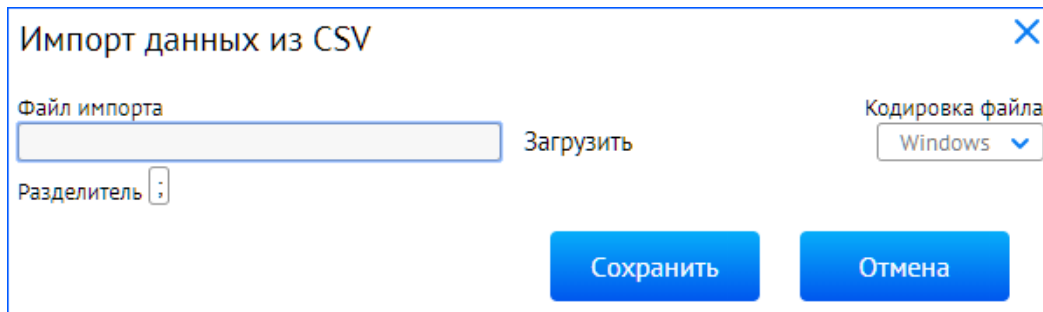 Импорт данных из CSV
Файл импорта
Кодировка файла
Загрузить
Windows
Разделитель ;
Сохранить
Отмена